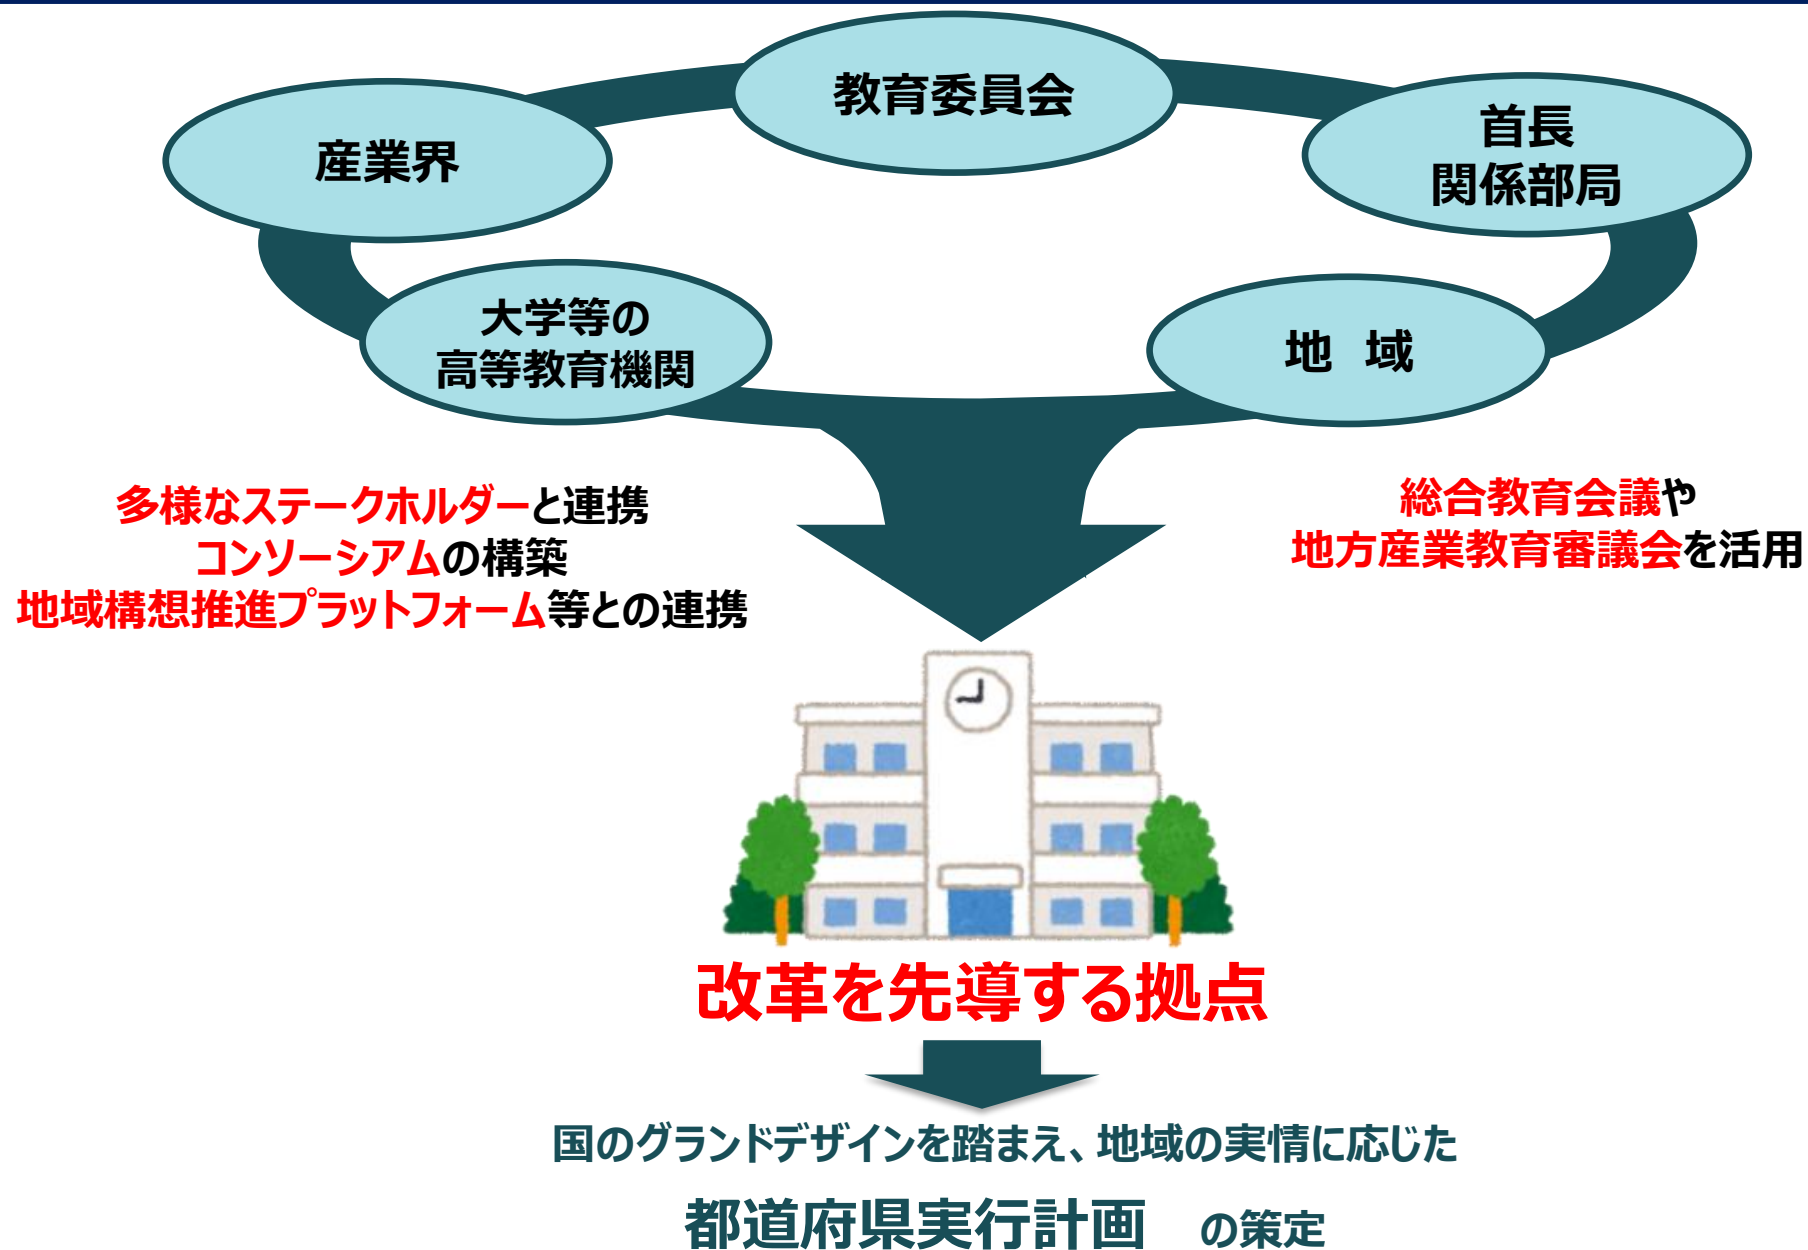 教育委員会
産業界
首長
関係部局
大学等の
高等教育機関
地　域
多様なステークホルダーと連携
コンソーシアムの構築
地域構想推進プラットフォーム等との連携
総合教育会議や
地方産業教育審議会を活用
改革を先導する拠点
国のグランドデザインを踏まえ、地域の実情に応じた
都道府県実行計画　の策定